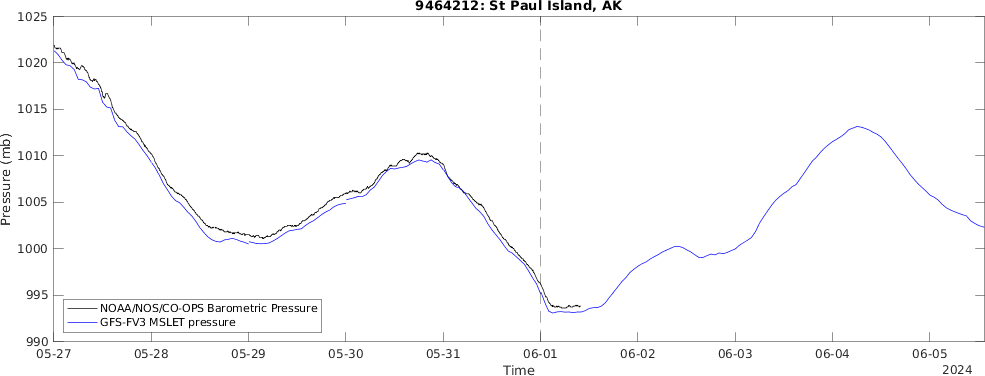 9464212: St Paul Island, AK
1025
1020
1015
1010
1005
1000
995
990
Pressure (mb)
NOAA/NOS/CO-OPS Barometric Pressure
GFS-FV3 MSLET pressure
05-27 05-28 05-29 05-30 05-31 06-01 06-02 06-03 06-04 06-05
Time
2024